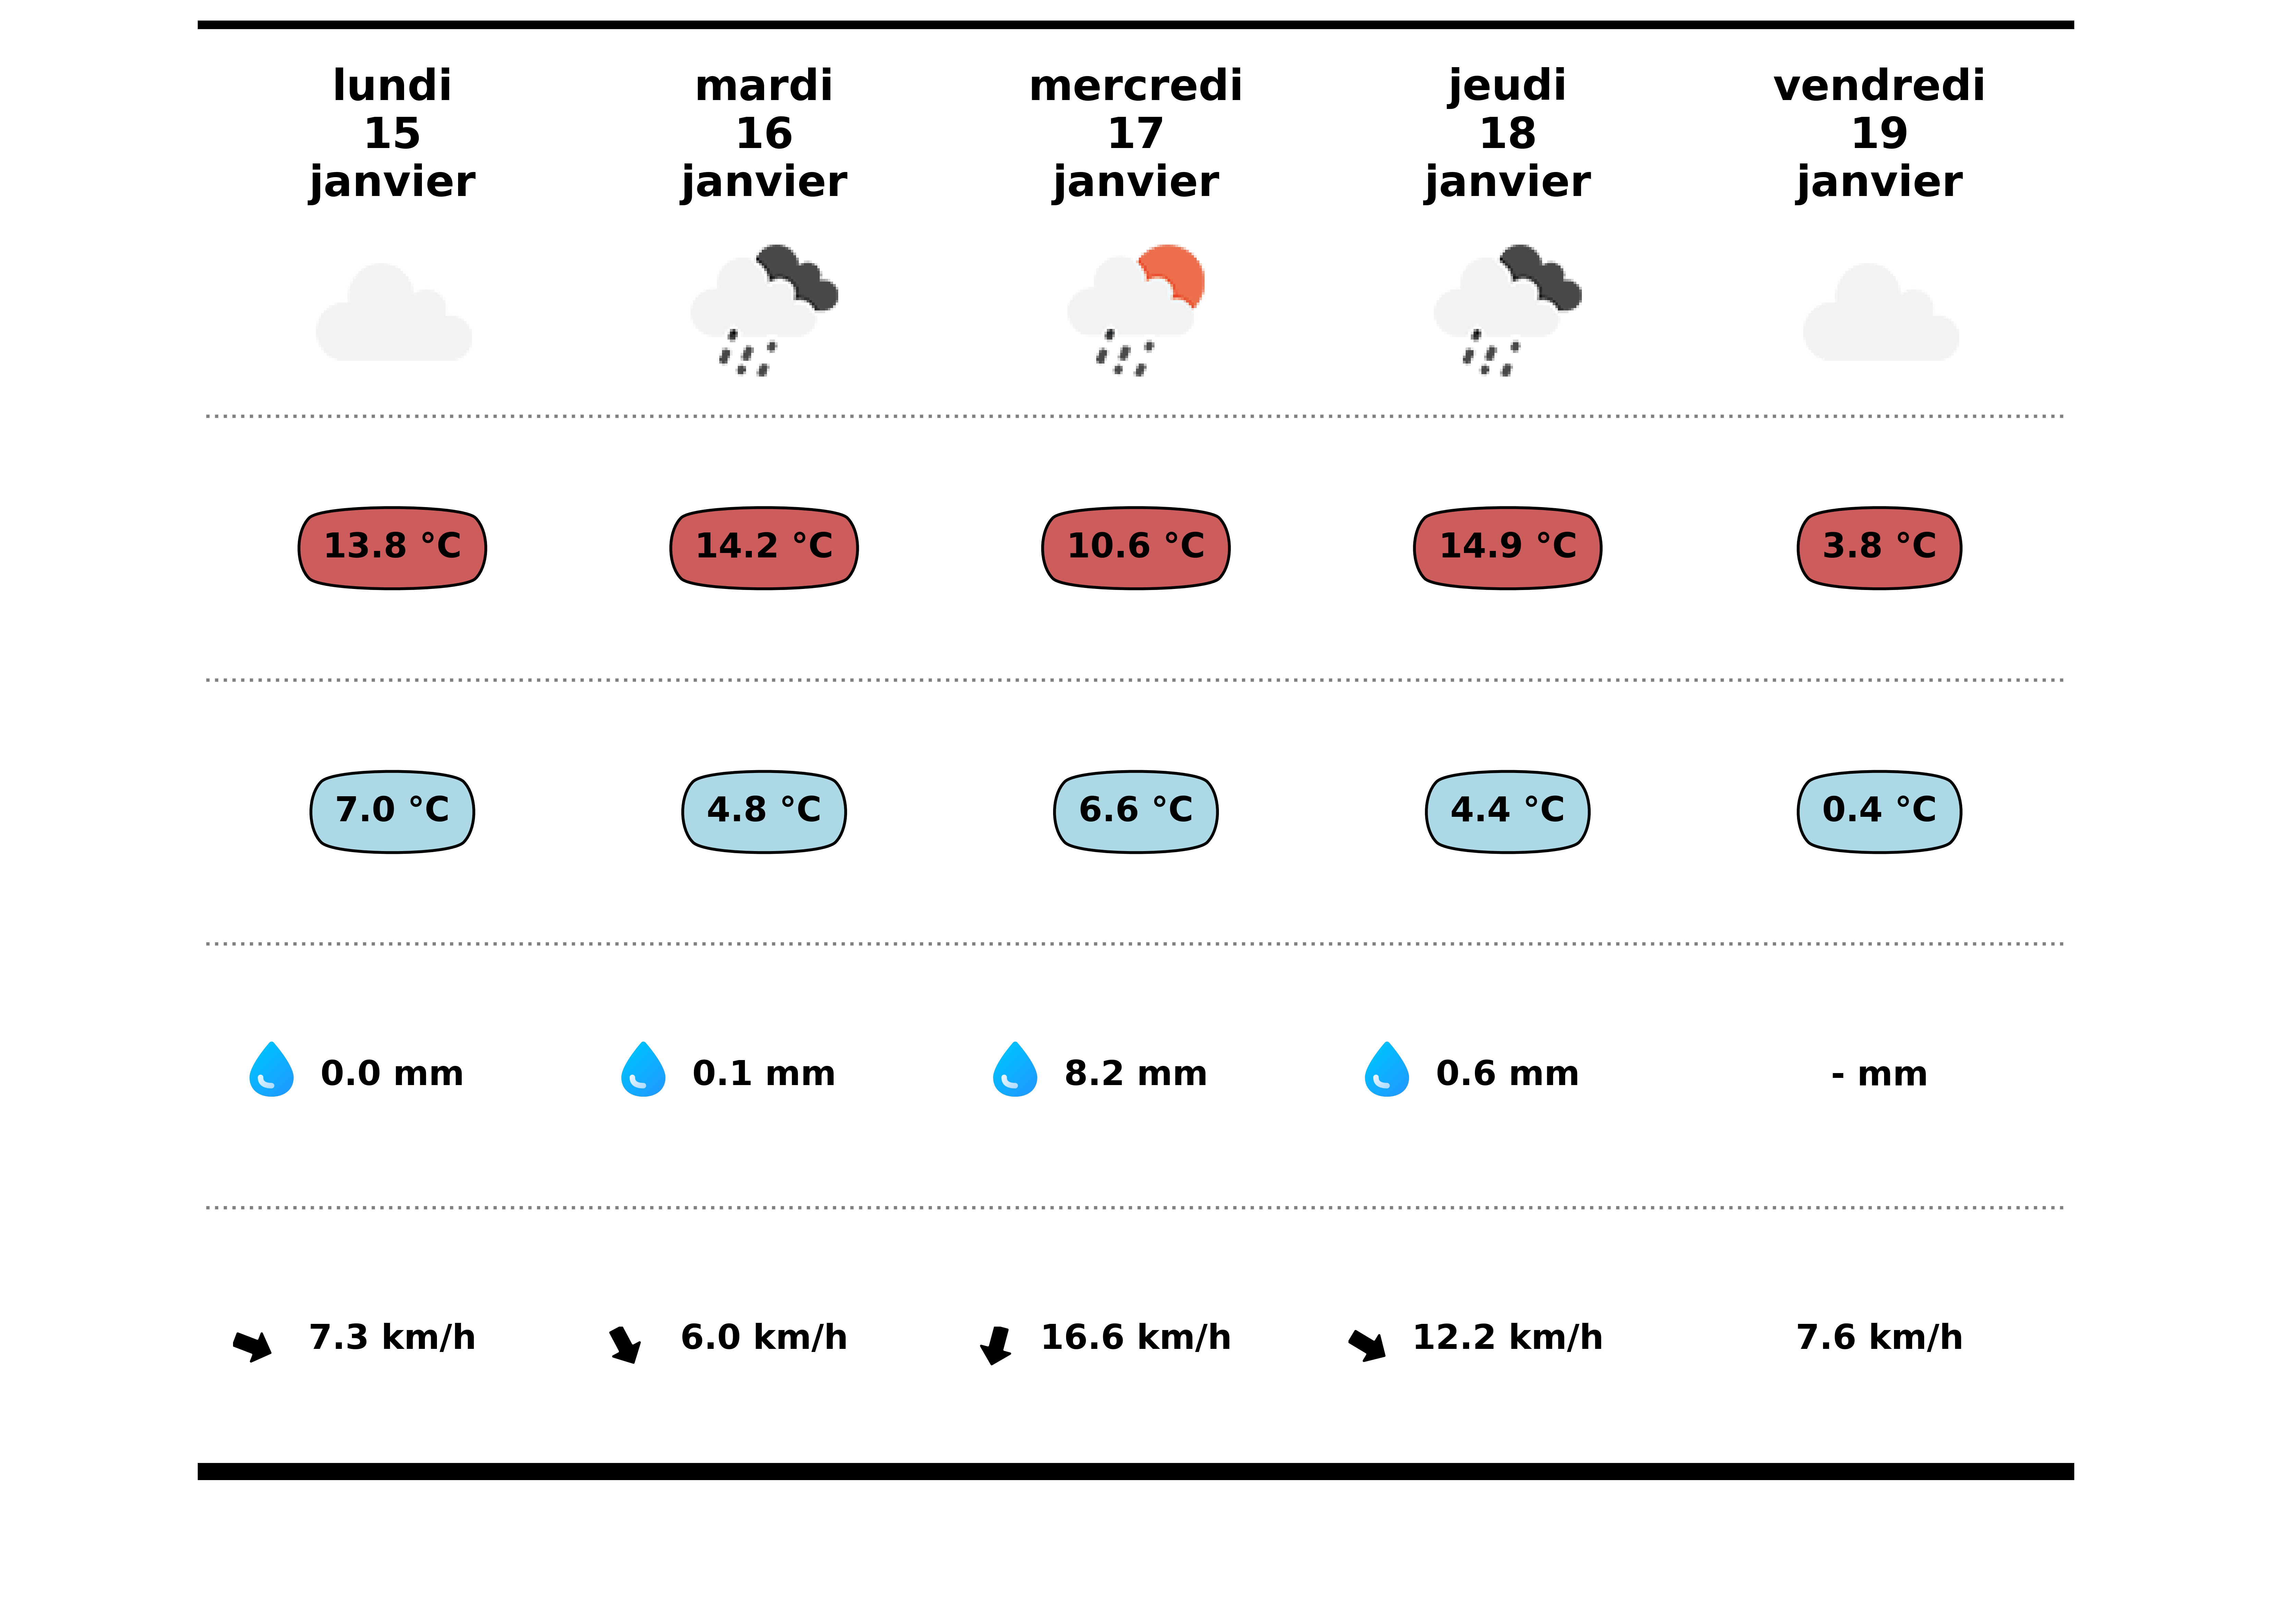 lundi
15
janvier
mardi
16
janvier
mercredi
17
janvier
jeudi
18
janvier
vendredi
19
janvier
13.8 °C
14.2 °C
10.6 °C
14.9 °C
3.8 °C
7.0 °C
4.8 °C
6.6 °C
4.4 °C
0.4 °C
0.0 mm
0.1 mm
8.2 mm
0.6 mm
- mm
7.3 km/h
6.0 km/h
16.6 km/h
12.2 km/h
7.6 km/h